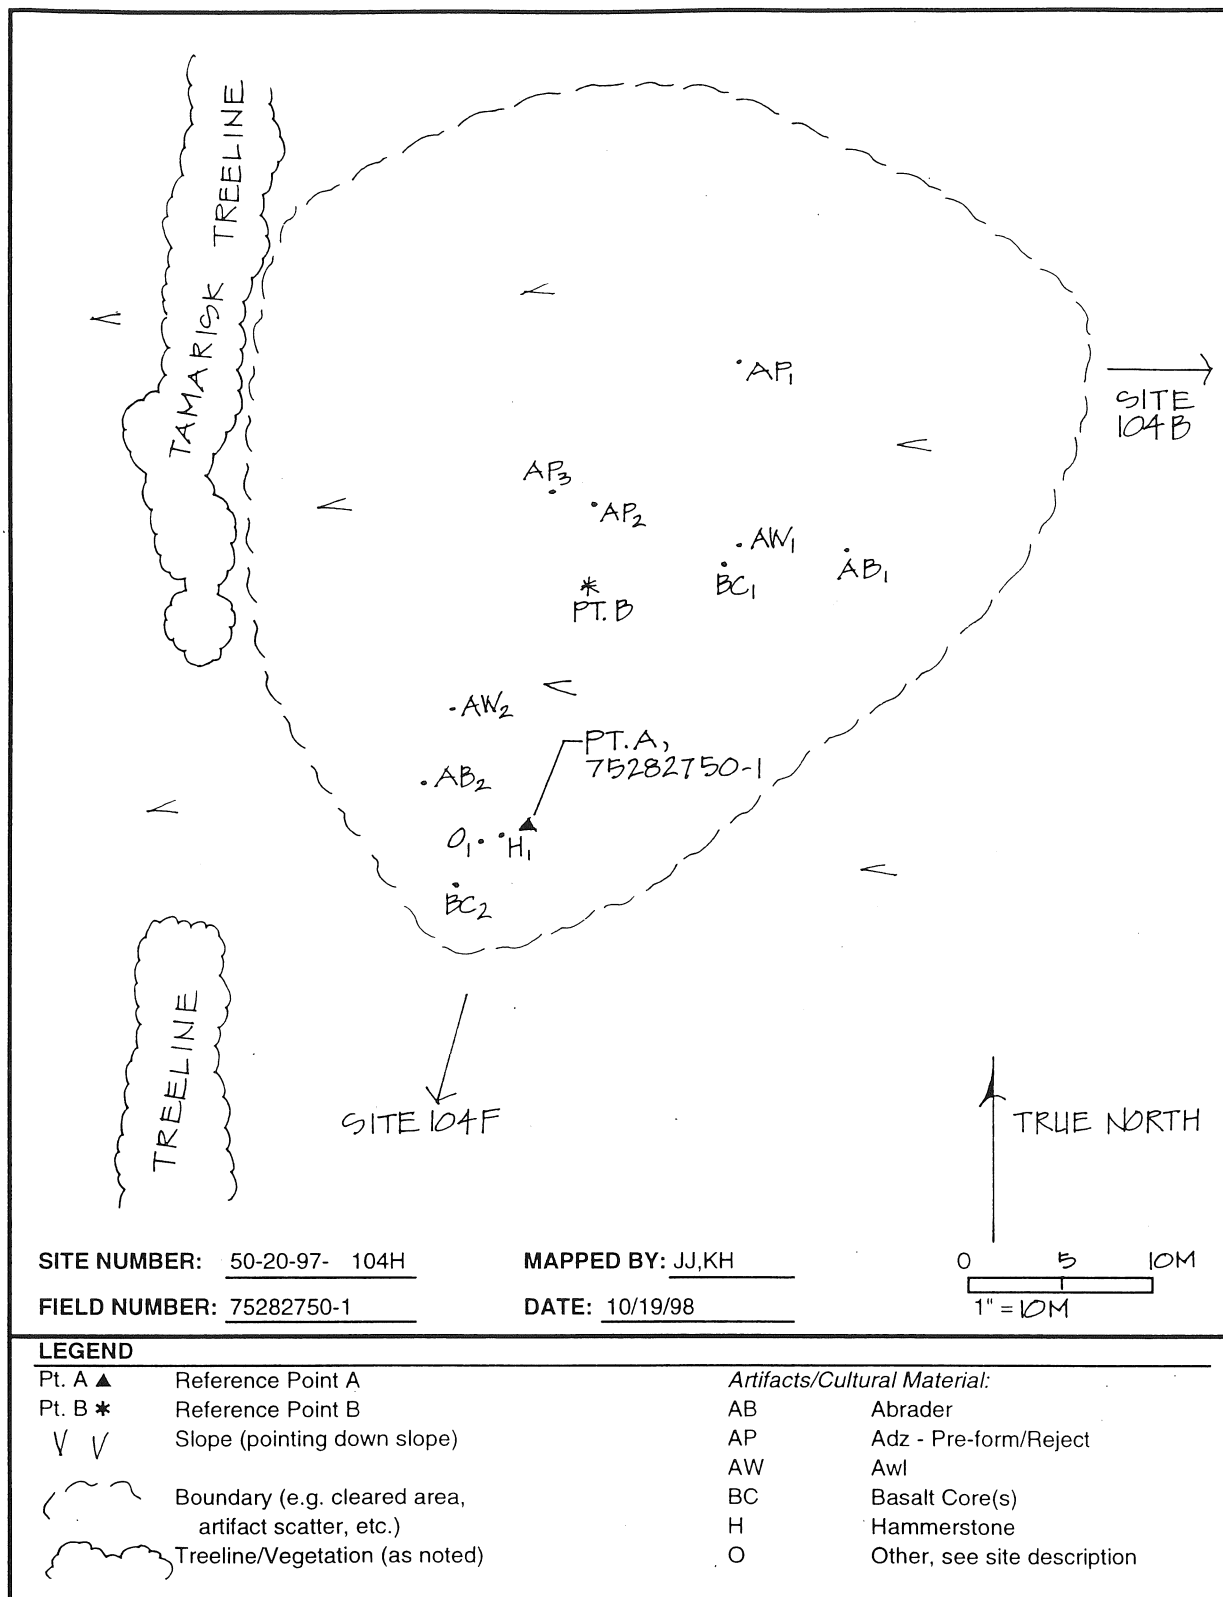 TAMARISK TREELINE
AP₁
SITE
104B
AP₃
AP₂
AW₁
AB₁
BC₁
PT. B
AW₂
PT. A,
75282750-1
AB₂
O₁
H₁
BC₂
TREELINE
SITE 104F
TRUE NORTH
SITE NUMBER: 50-20-97- 104H
MAPPED BY: JJ,KH
0 5 10M
FIELD NUMBER: 75282750-1
DATE: 10/19/98
1" = 10M
LEGEND
Pt. A Reference Point A
Pt. B Reference Point B
Slope (pointing down slope)
Boundary (e.g. cleared area,
artifact scatter, etc.)
Treeline/Vegetation (as noted)
Artifacts/Cultural Material:
AB Abrader
AP Adz - Pre-form/Reject
AW Awl
BC Basalt Core(s)
H Hammerstone
O Other, see site description